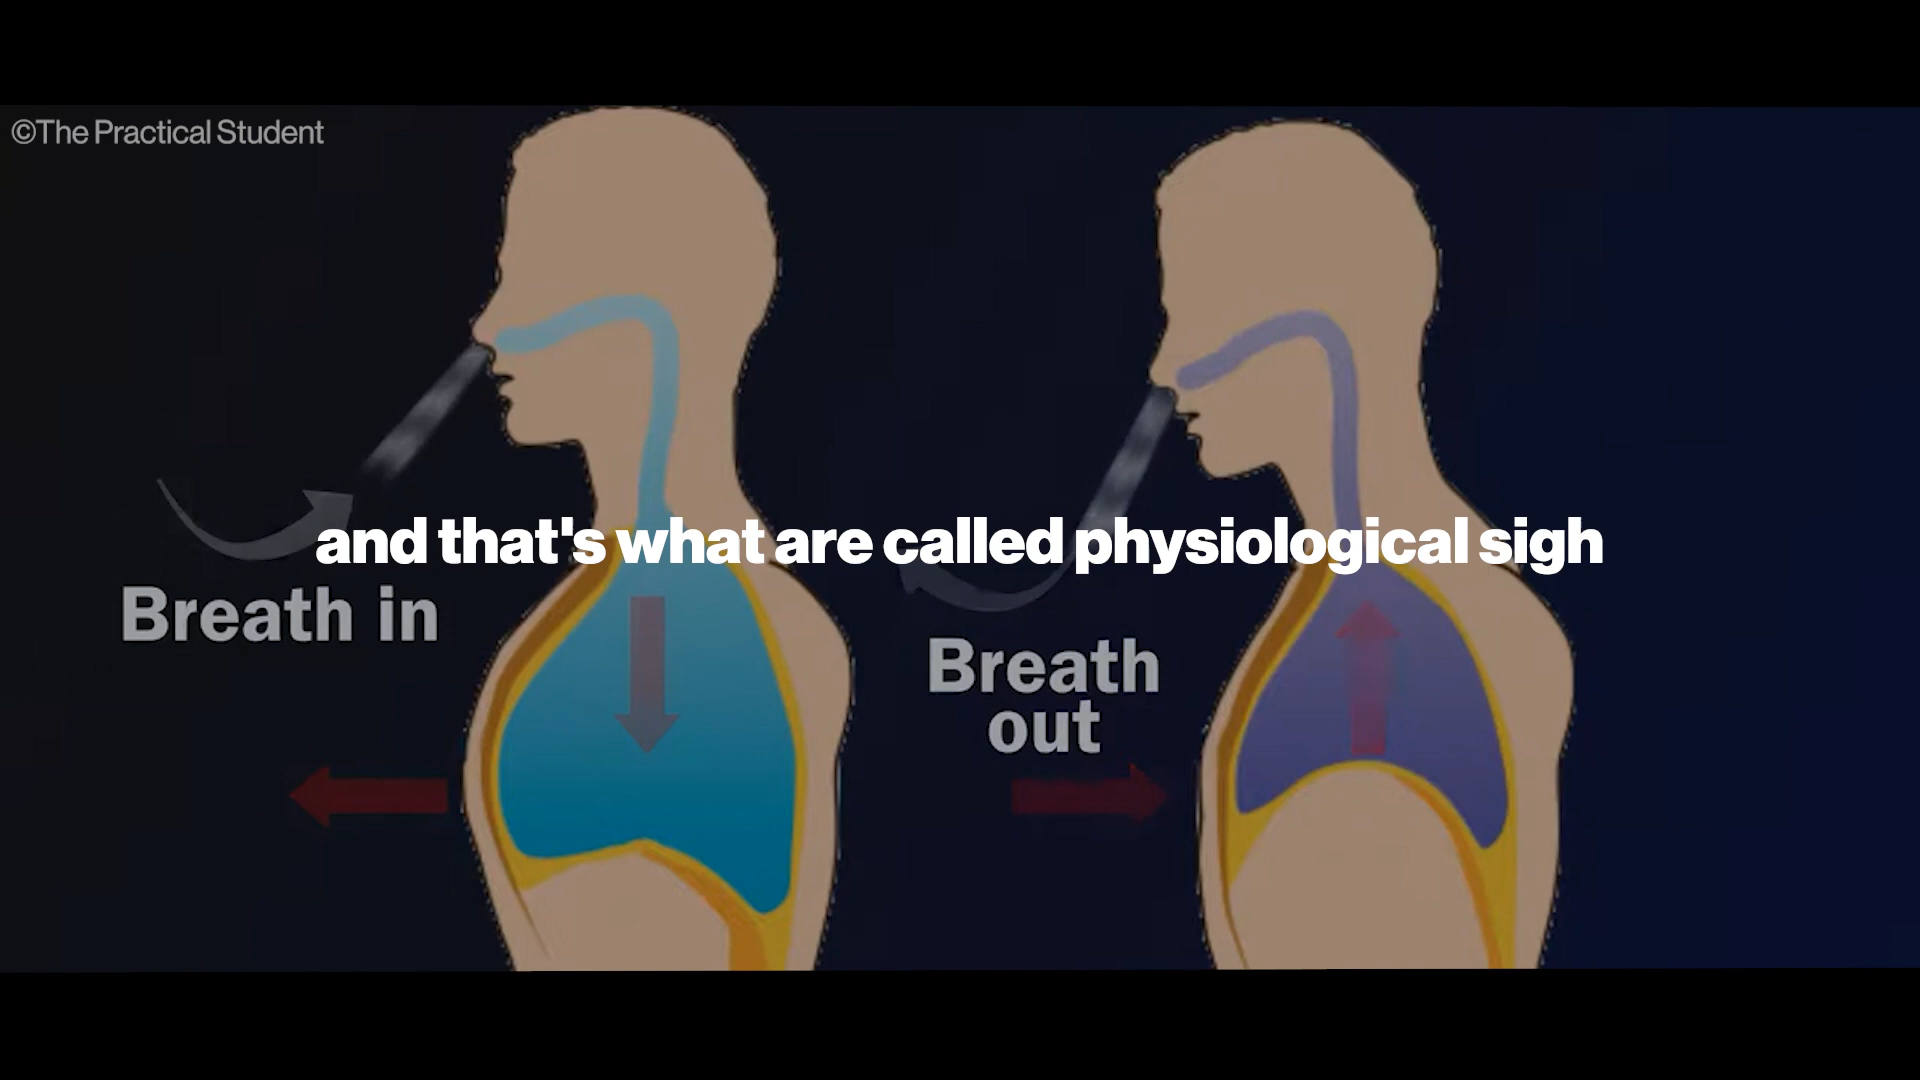 ©The Practical Student
and that's what are called physiological sigh
Breath in
Breath
out